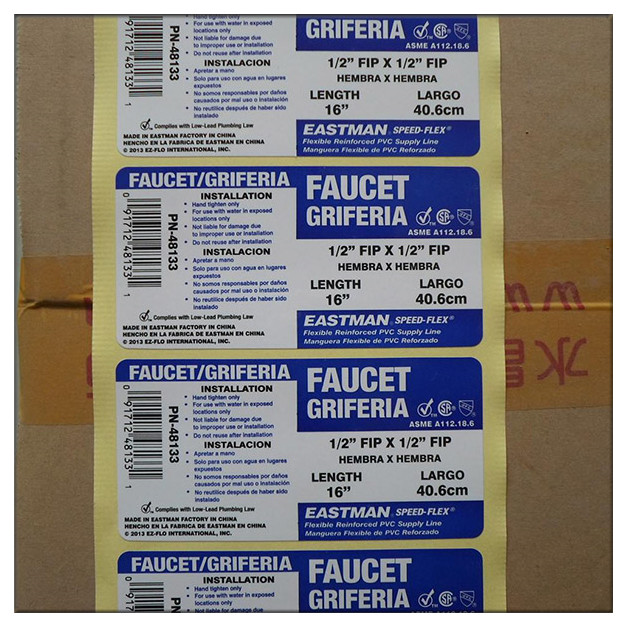 Hand tighten only
For use with water in exposed
locations only
Not liable for damage due
to improper use or installation
Do not reuse after installation
INSTALACION
Apretar a mano
Solo para uso con agua en lugares
expuestos
No somos responsables por daños
causados por mal uso o instalación
No reutilice después de haber sido
instalado
91712 48133 1
PN-48133
Complies with Low-Lead Plumbing Law
MADE IN EASTMAN FACTORY IN CHINA
HENCHO EN LA FABRICA DE EASTMAN EN CHINA
© 2013 EZ-FLO INTERNATIONAL, INC.
GRIFERIA
ASME A112.18.6
1/2” FIP X 1/2” FIP
HEMBRA X HEMBRA
LENGTH LARGO
16” 40.6cm
EASTMAN SPEED-FLEX®
Flexible Reinforced PVC Supply Line
Manguera Flexible de PVC Reforzado
FAUCET/GRIFERIA
INSTALLATION
Hand tighten only
For use with water in exposed
locations only
Not liable for damage due
to improper use or installation
Do not reuse after installation
INSTALACION
Apretar a mano
Solo para uso con agua en lugares
expuestos
No somos responsables por daños
causados por mal uso o instalación
No reutilice después de haber sido
instalado
0 91712 48133 1
PN-48133
Complies with Low-Lead Plumbing Law
MADE IN EASTMAN FACTORY IN CHINA
HENCHO EN LA FABRICA DE EASTMAN EN CHINA
© 2013 EZ-FLO INTERNATIONAL, INC.
FAUCET
GRIFERIA
ASME A112.18.6
1/2” FIP X 1/2” FIP
HEMBRA X HEMBRA
LENGTH LARGO
16” 40.6cm
EASTMAN SPEED-FLEX®
Flexible Reinforced PVC Supply Line
Manguera Flexible de PVC Reforzado
FAUCET/GRIFERIA
INSTALLATION
Hand tighten only
For use with water in exposed
locations only
Not liable for damage due
to improper use or installation
Do not reuse after installation
INSTALACION
Apretar a mano
Solo para uso con agua en lugares
expuestos
No somos responsables por daños
causados por mal uso o instalación
No reutilice después de haber sido
instalado
0 91712 48133 1
PN-48133
Complies with Low-Lead Plumbing Law
MADE IN EASTMAN FACTORY IN CHINA
HENCHO EN LA FABRICA DE EASTMAN EN CHINA
© 2013 EZ-FLO INTERNATIONAL, INC.
FAUCET
GRIFERIA
ASME A112.18.6
1/2” FIP X 1/2” FIP
HEMBRA X HEMBRA
LENGTH LARGO
16” 40.6cm
EASTMAN SPEED-FLEX®
Flexible Reinforced PVC Supply Line
Manguera Flexible de PVC Reforzado
FAUCET/GRIFERIA
INSTALLATION
Hand tighten only
For use with water in exposed
locations only
Not liable for damage due
FAUCET
GRIFERIA